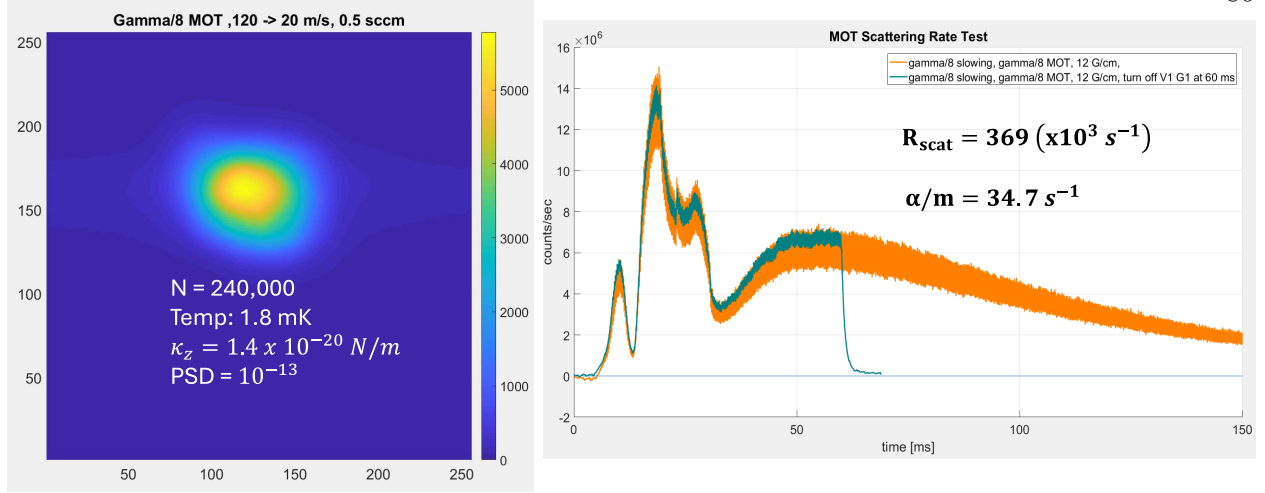 Gamma/8 MOT ,120 -> 20 m/s, 0.5 sccm
250
200
150
100
50
50
100
150
200
250
5000
4000
3000
2000
1000
0
N = 240,000
Temp: 1.8 mK
κ_z = 1.4 x 10^{-20} N/m
PSD = 10^{-13}
MOT Scattering Rate Test
×10^6
16
14
12
10
8
6
4
2
0
-2
counts/sec
0
50
100
150
time [ms]
gamma/8 slowing, gamma/8 MOT, 12 G/cm,
gamma/8 slowing, gamma/8 MOT, 12 G/cm, turn off V1 G1 at 60 ms
R_scat = 369 (x10^3 s^{-1})
α/m = 34.7 s^{-1}